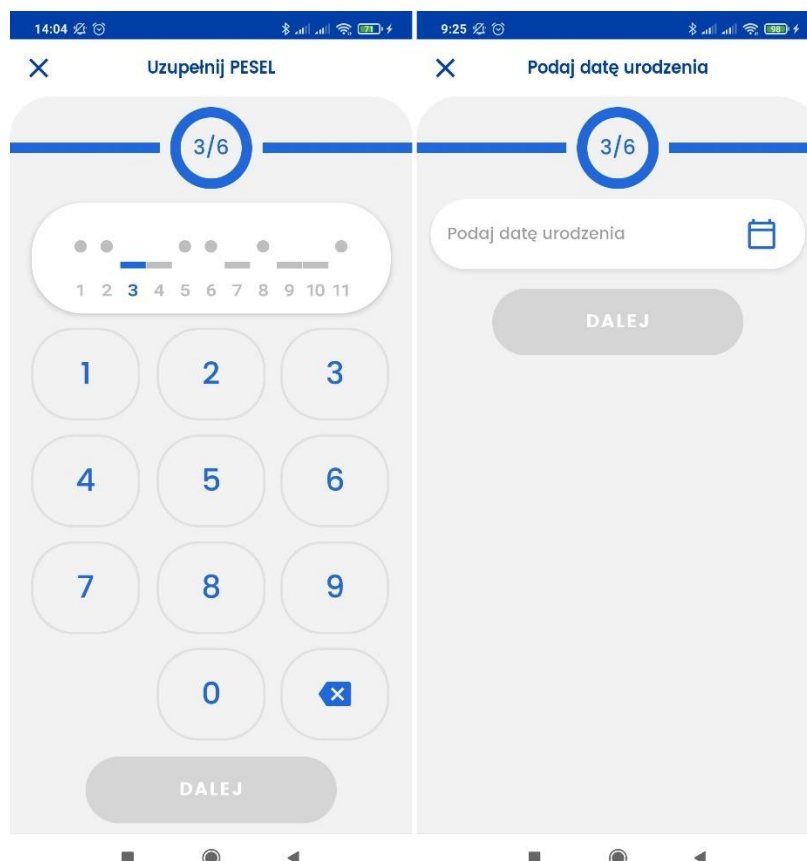 14:04
71
Uzupełnij PESEL
3/6
1 2 3 4 5 6 7 8 9 10 11
1 2 3
4 5 6
7 8 9
0
DALEJ
9:25
98
Podaj datę urodzenia
3/6
Podaj datę urodzenia
DALEJ